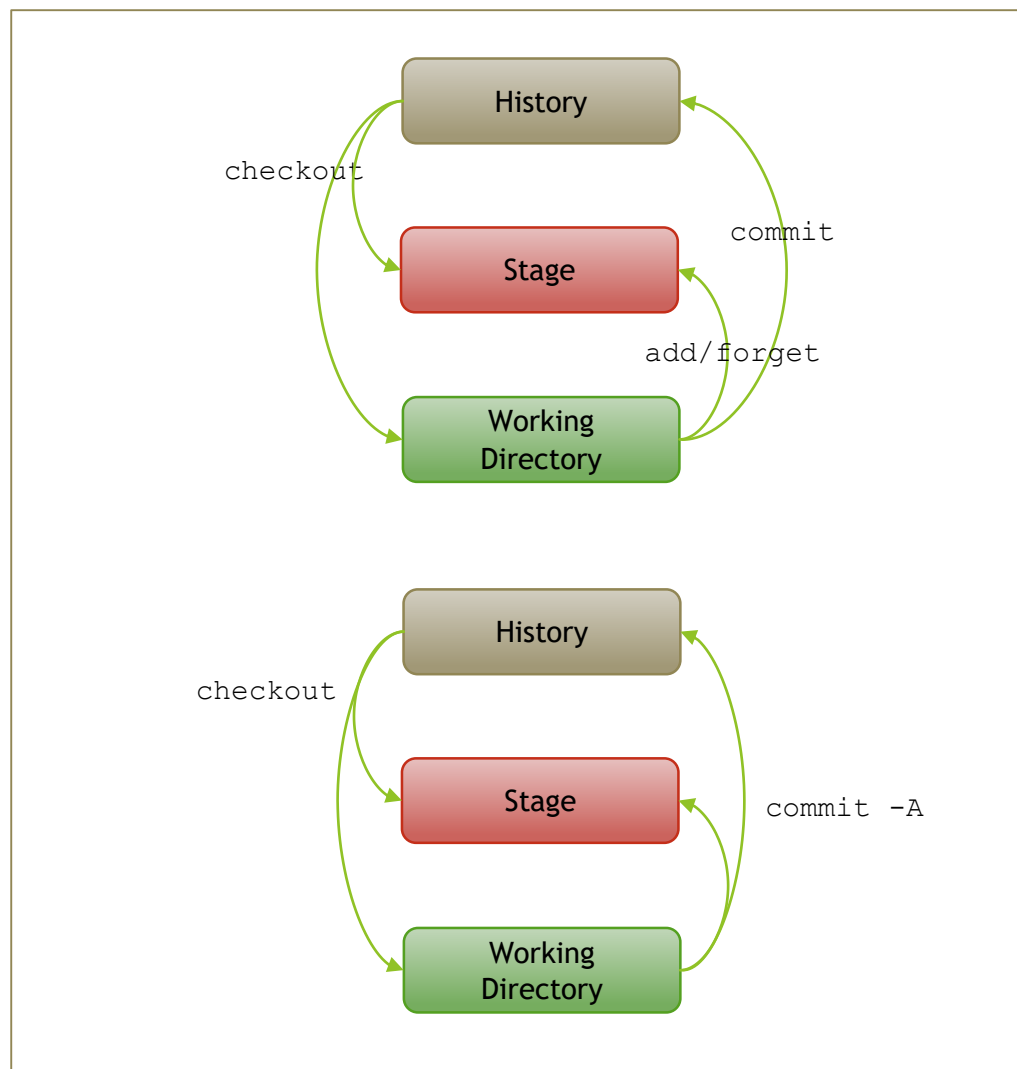 History
checkout
commit
Stage
add/forget
Working
Directory
History
checkout
Stage
commit -A
Working
Directory